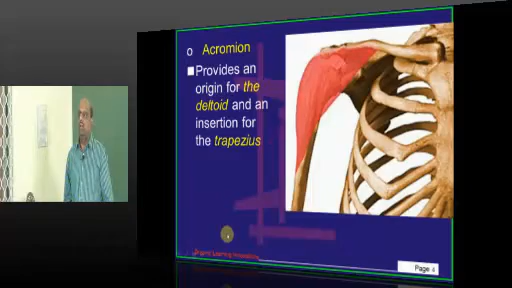 o Acromion
Provides an
origin for the
deltoid and an
insertion for
the trapezius
Page 4